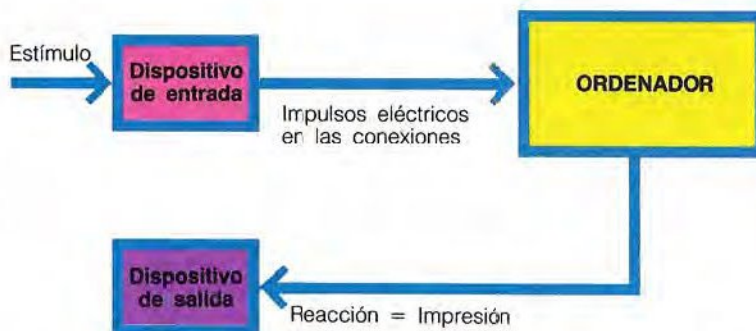 Estímulo
Dispositivo
de entrada
Impulsos eléctricos
en las conexiones
ORDENADOR
Dispositivo
de salida
Reacción = Impresión